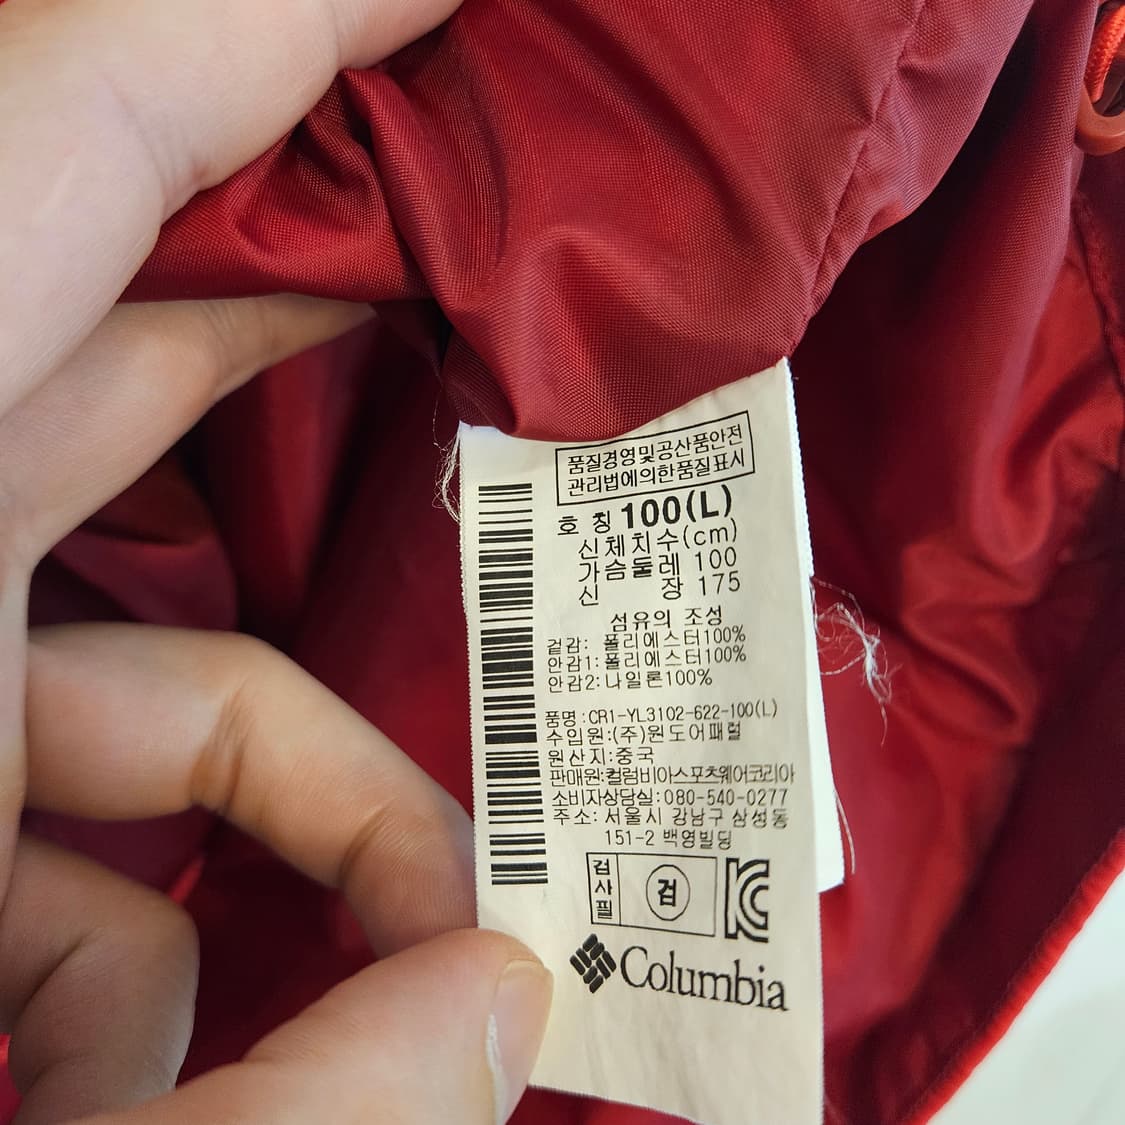 품질경영및공산품안전
관리법에의한품질표시
호 칭 100(L)
신체치수(cm)
가슴둘레 100
신 장 175
섬유의 조성
겉감: 폴리에스터100%
안감1: 폴리에스터100%
안감2: 나일론100%
품명:CR1-YL3102-622-100(L)
수입원:(주)원도어패럴
원산지:중국
판매원:컬럼비아스포츠웨어코리아
소비자상담실:080-540-0277
주소: 서울시 강남구 삼성동
151-2 백영빌딩
검사필
검
KC
Columbia